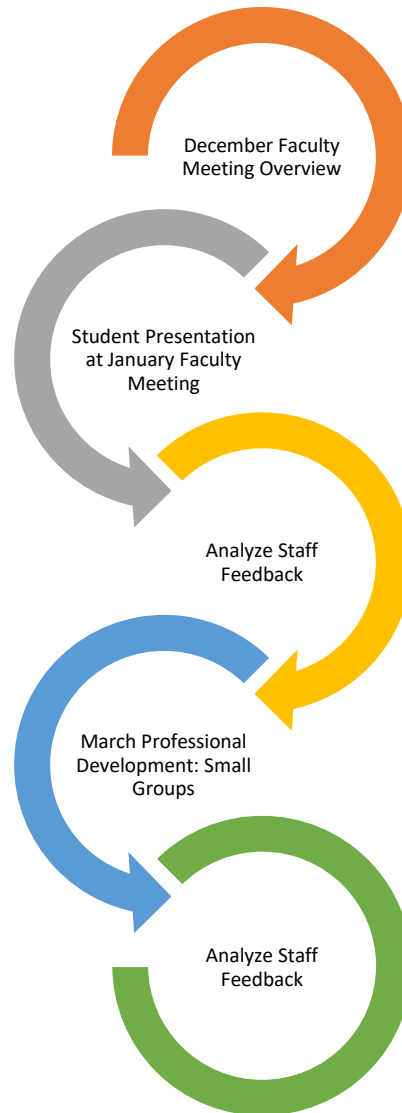 December Faculty
Meeting Overview
Student Presentation
at January Faculty
Meeting
Analyze Staff
Feedback
March Professional
Development: Small
Groups
Analyze Staff
Feedback